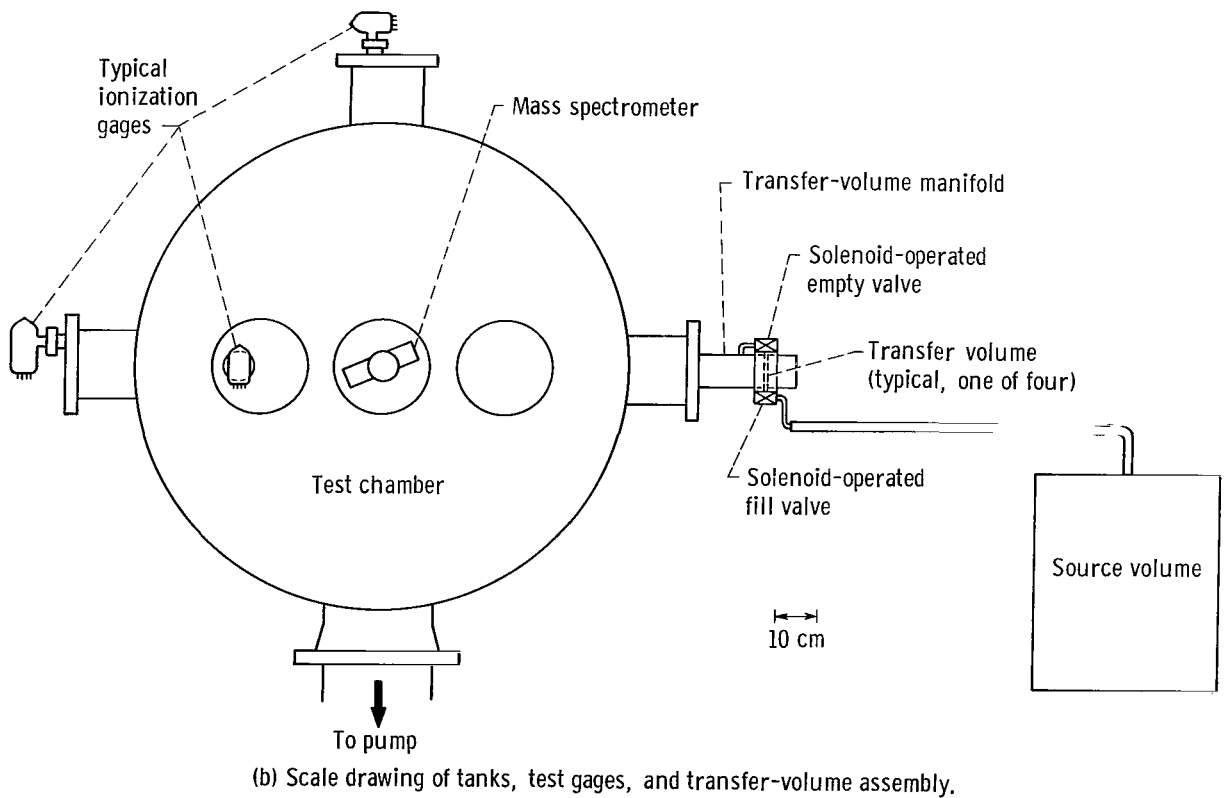 Typical
ionization
gages
Mass spectrometer
Transfer-volume manifold
Solenoid-operated
empty valve
Transfer volume
(typical, one of four)
Solenoid-operated
fill valve
Test chamber
Source volume
10 cm
To pump
(b) Scale drawing of tanks, test gages, and transfer-volume assembly.